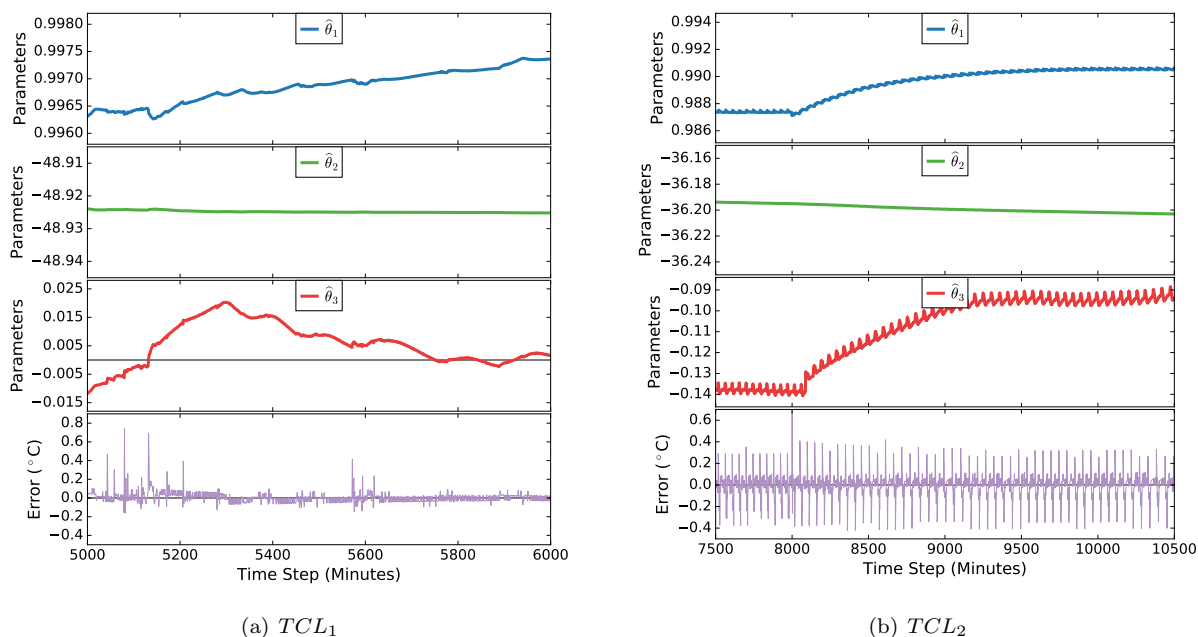 0.9980
0.9975
0.9970
0.9965
0.9960
Parameters
θ̂₁
−48.91
−48.92
−48.93
−48.94
Parameters
θ̂₂
0.025
0.015
0.005
−0.005
−0.015
Parameters
θ̂₃
0.8
0.6
0.4
0.2
0.0
−0.2
−0.4
Error (°C)
5000 5200 5400 5600 5800 6000
Time Step (Minutes)
(a) TCL₁
0.994
0.992
0.990
0.988
0.986
Parameters
θ̂₁
−36.16
−36.18
−36.20
−36.22
−36.24
Parameters
θ̂₂
−0.09
−0.10
−0.11
−0.12
−0.13
−0.14
Parameters
θ̂₃
0.6
0.4
0.2
0.0
−0.2
−0.4
Error (°C)
7500 8000 8500 9000 9500 10000 10500
Time Step (Minutes)
(b) TCL₂